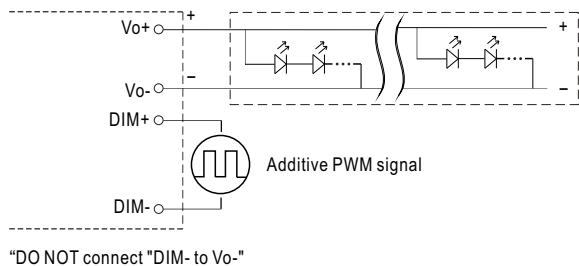 Vo+
+
+
−
−
Vo-
DIM+
Additive PWM signal
DIM-
“DO NOT connect "DIM- to Vo-"